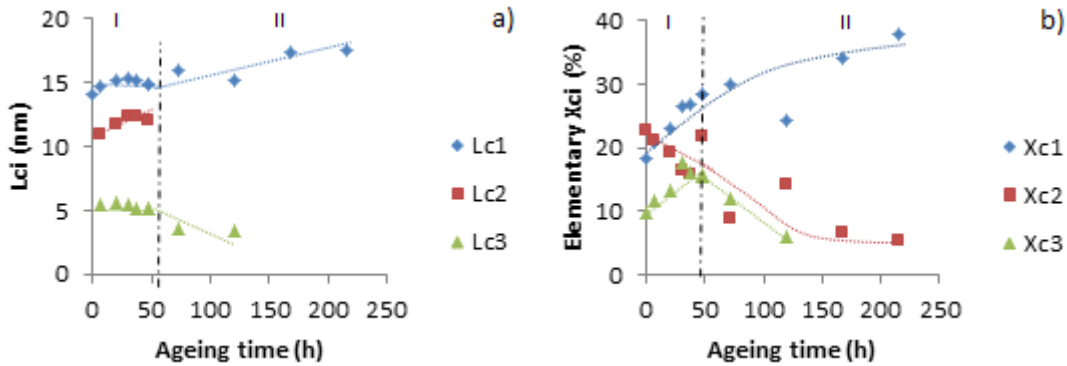 20
15
10
5
0
I
II
a)
Lci (nm)
Lc1
Lc2
Lc3
0 50 100 150 200 250
Ageing time (h)
40
30
20
10
0
I
II
b)
Elementary Xci (%)
Xc1
Xc2
Xc3
0 50 100 150 200 250
Ageing time (h)